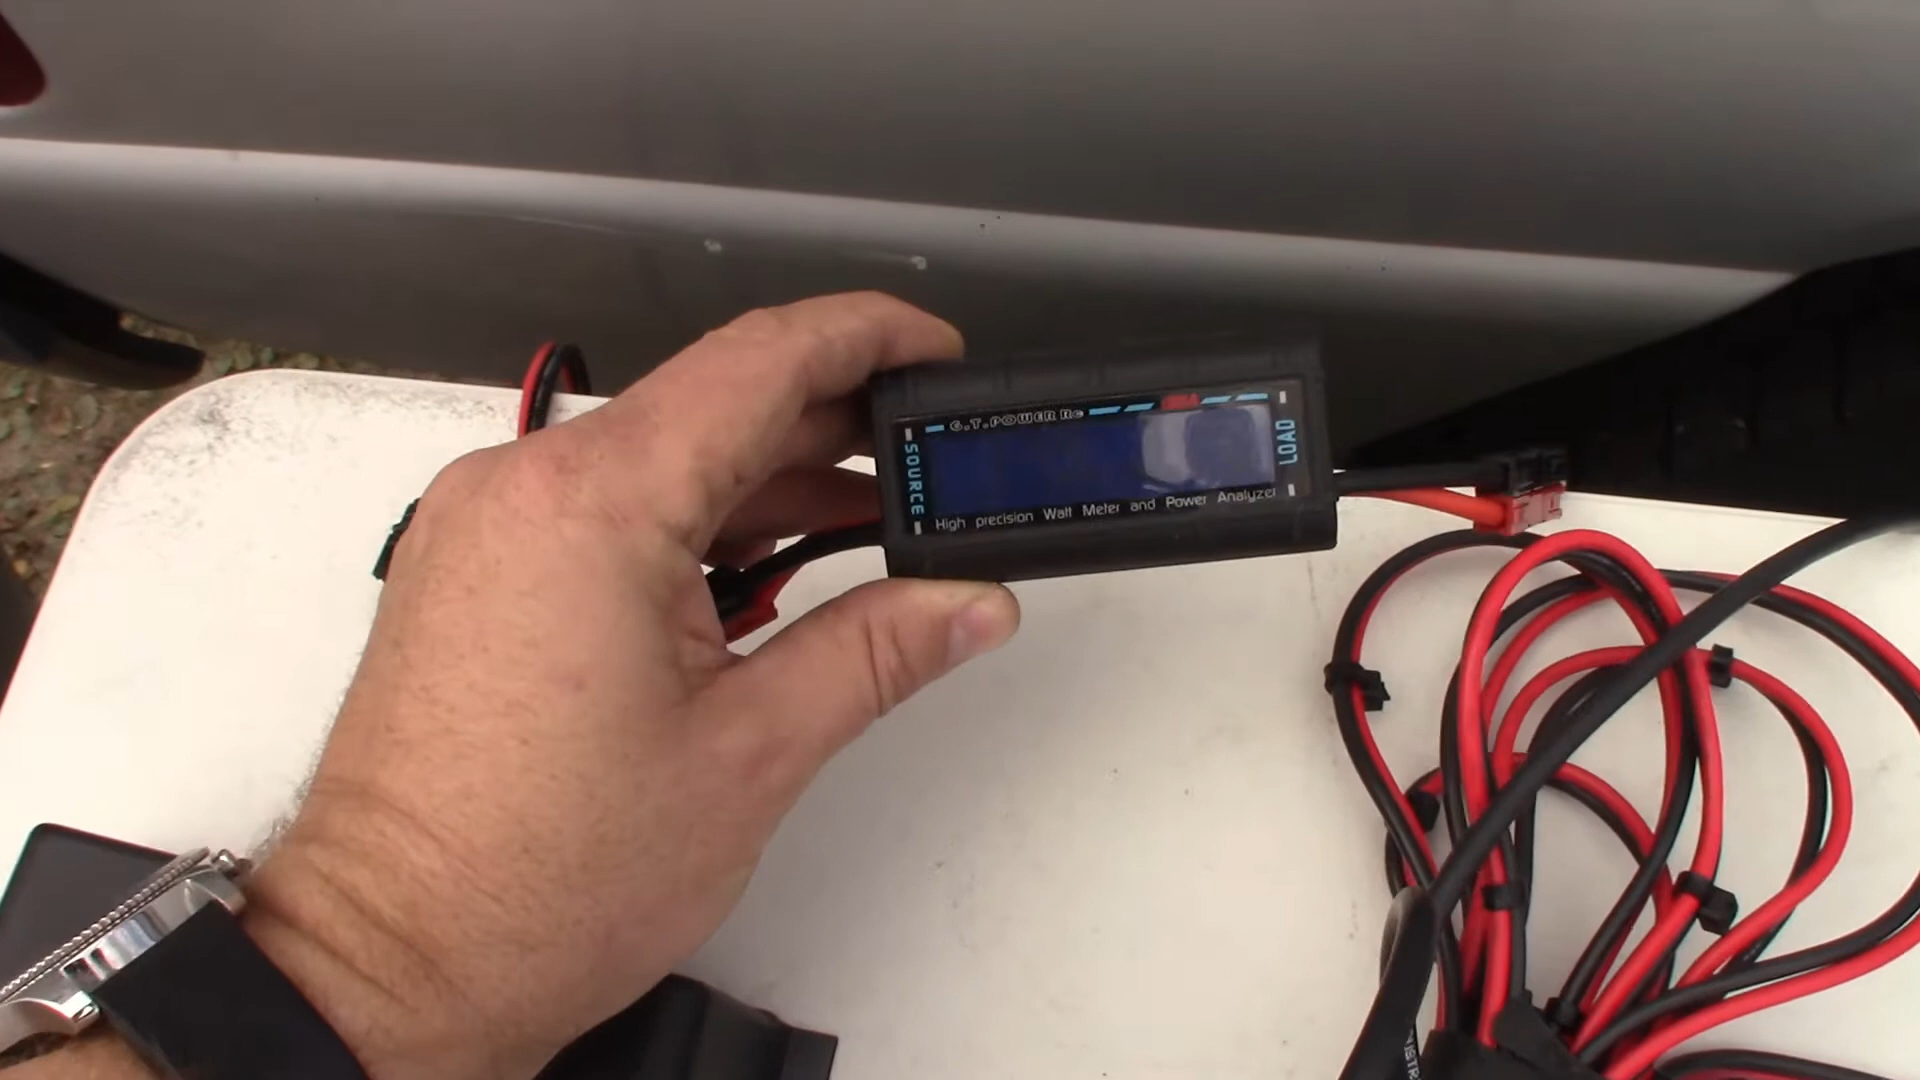 G.T.POWER RC
SOURCE
LOAD
High precision Watt Meter and Power Analyzer